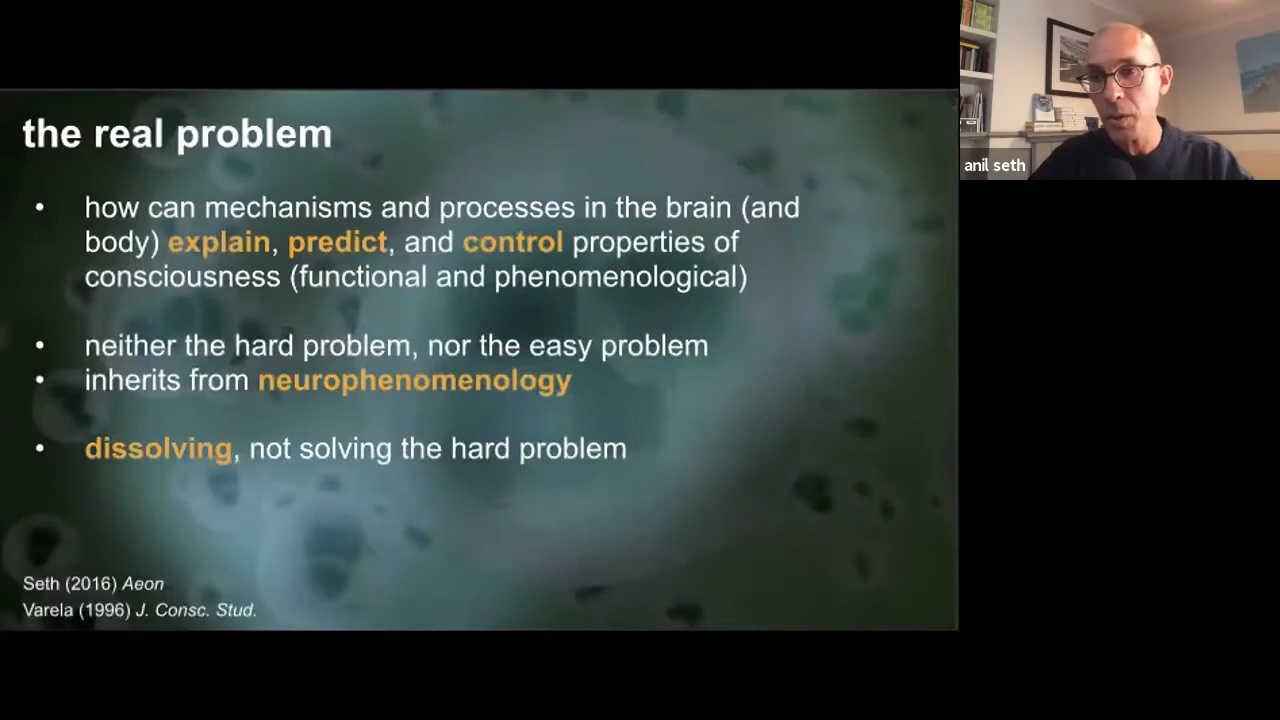 the real problem
• how can mechanisms and processes in the brain (and
body) explain, predict, and control properties of
consciousness (functional and phenomenological)
• neither the hard problem, nor the easy problem
• inherits from neurophenomenology
• dissolving, not solving the hard problem
Seth (2016) Aeon
Varela (1996) J. Consc. Stud.
anil seth